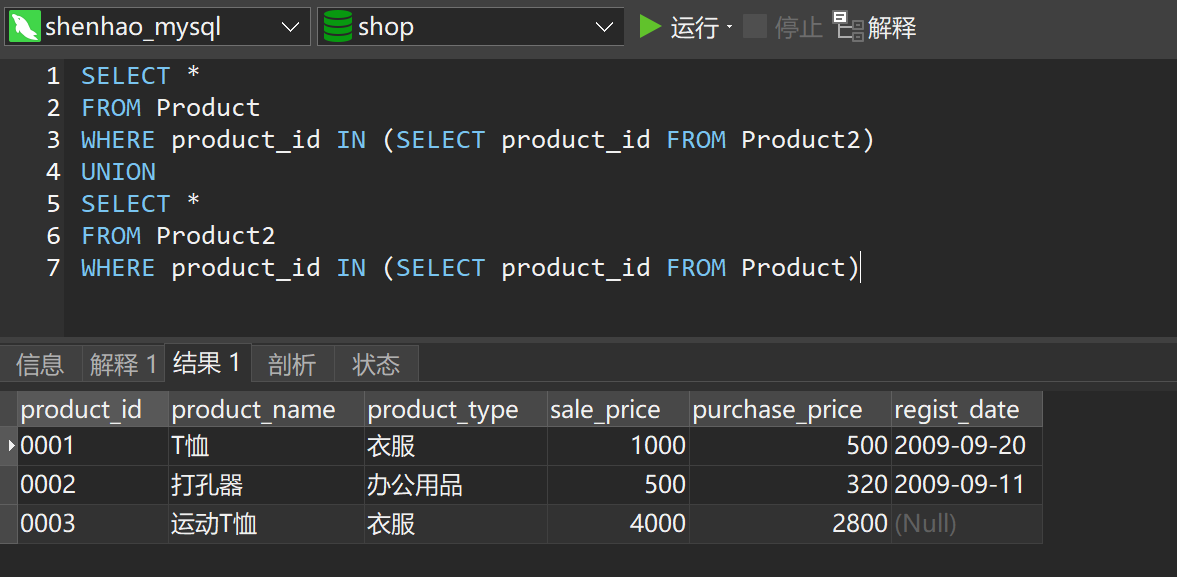 shenhao_mysql shop 运行 停止 解释
1 SELECT *
2 FROM Product
3 WHERE product_id IN (SELECT product_id FROM Product2)
4 UNION
5 SELECT *
6 FROM Product2
7 WHERE product_id IN (SELECT product_id FROM Product)
信息 解释 1 结果 1 剖析 状态
product_id product_name product_type sale_price purchase_price regist_date
0001 T恤 衣服 1000 500 2009-09-20
0002 打孔器 办公用品 500 320 2009-09-11
0003 运动T恤 衣服 4000 2800 (Null)